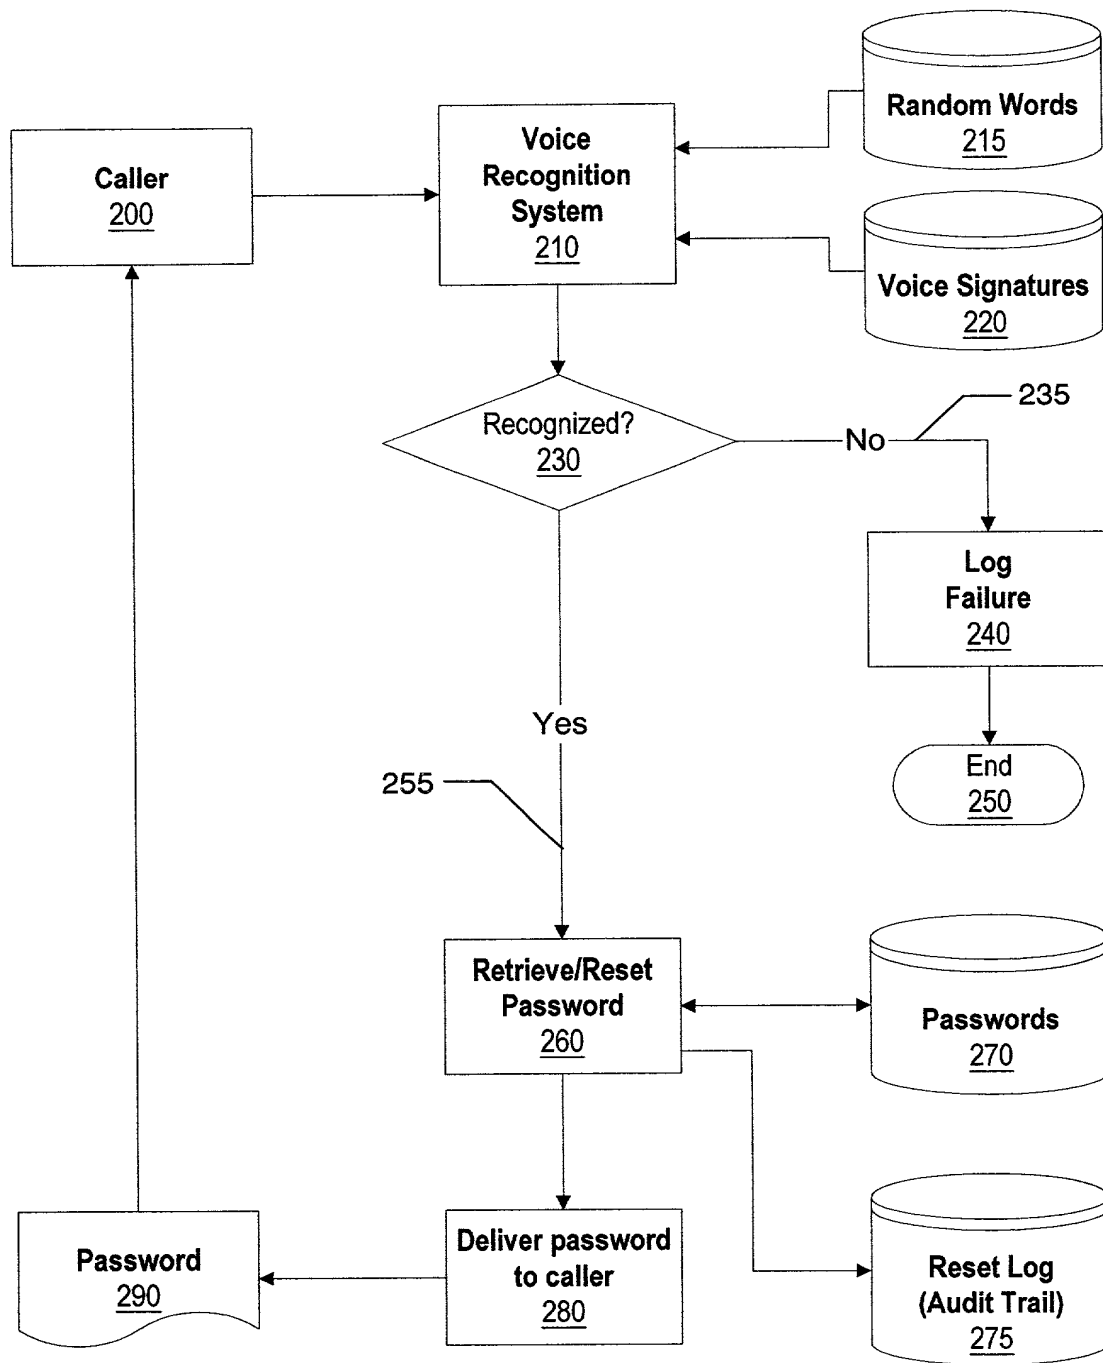 Random Words
215
Caller
200
Voice
Recognition
System
210
Voice Signatures
220
Recognized?
230
No
235
Log
Failure
240
Yes
255
End
250
Retrieve/Reset
Password
260
Passwords
270
Password
290
Deliver password
to caller
280
Reset Log
(Audit Trail)
275